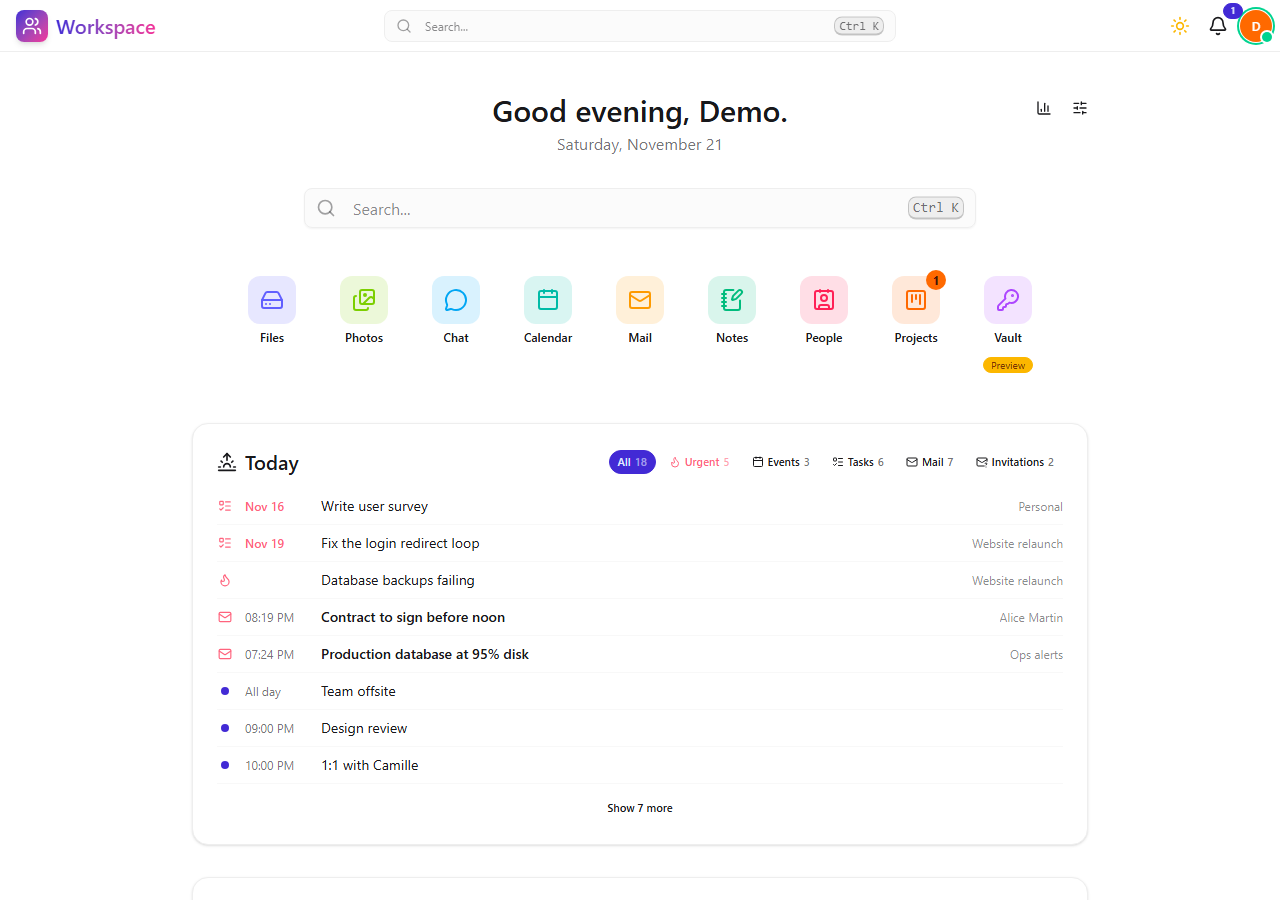 Workspace
Search...
Ctrl K
1
D
Good evening, Demo.
Saturday, November 21
Search...
Ctrl K
1
Files
Photos
Chat
Calendar
Mail
Notes
People
Projects
Vault
Preview
Today
All 18
Urgent 5
Events 3
Tasks 6
Mail 7
Invitations 2
Nov 16 Write user survey Personal
Nov 19 Fix the login redirect loop Website relaunch
Database backups failing Website relaunch
08:19 PM Contract to sign before noon Alice Martin
07:24 PM Production database at 95% disk Ops alerts
All day Team offsite
09:00 PM Design review
10:00 PM 1:1 with Camille
Show 7 more